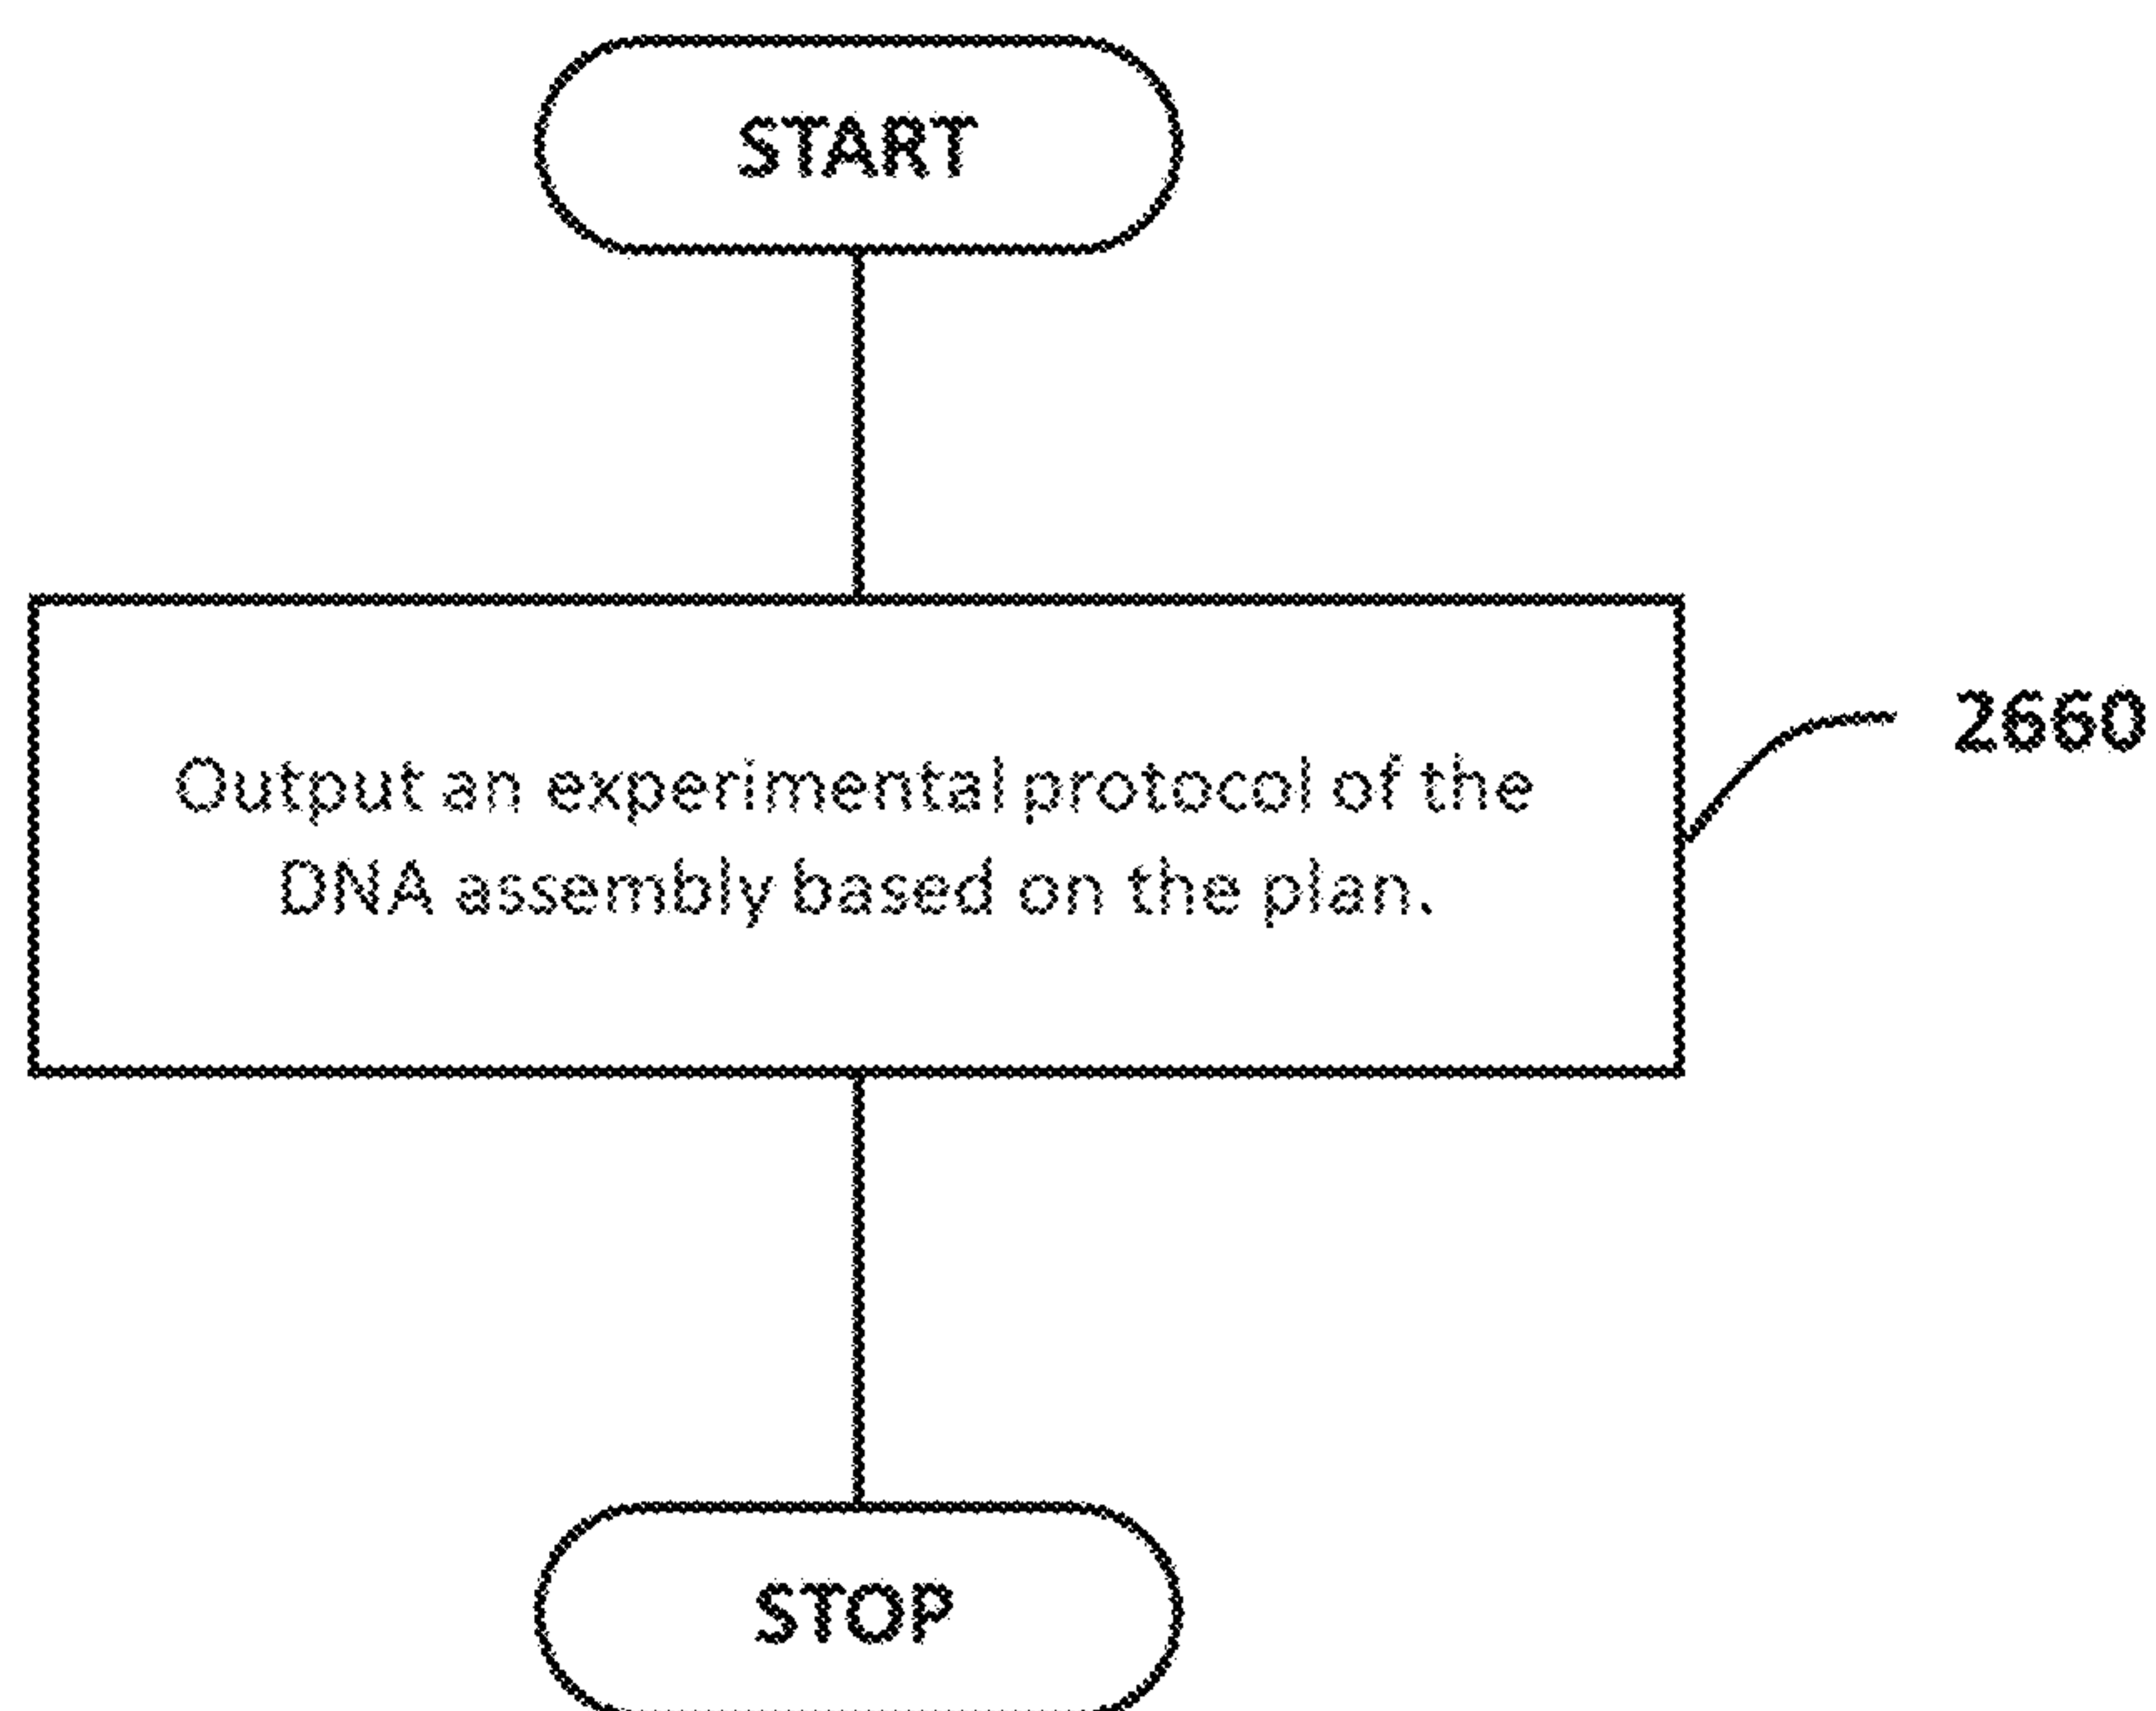 START
2660
Output an experimental protocol of the
DNA assembly based on the plan.
STOP